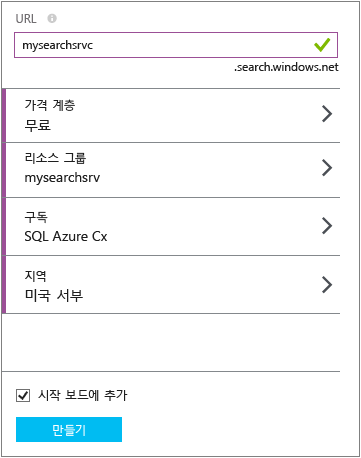 URL
mysearchsrvc
.search.windows.net
가격 계층
무료
리소스 그룹
mysearchsrv
구독
SQL Azure Cx
지역
미국 서부
시작 보드에 추가
만들기